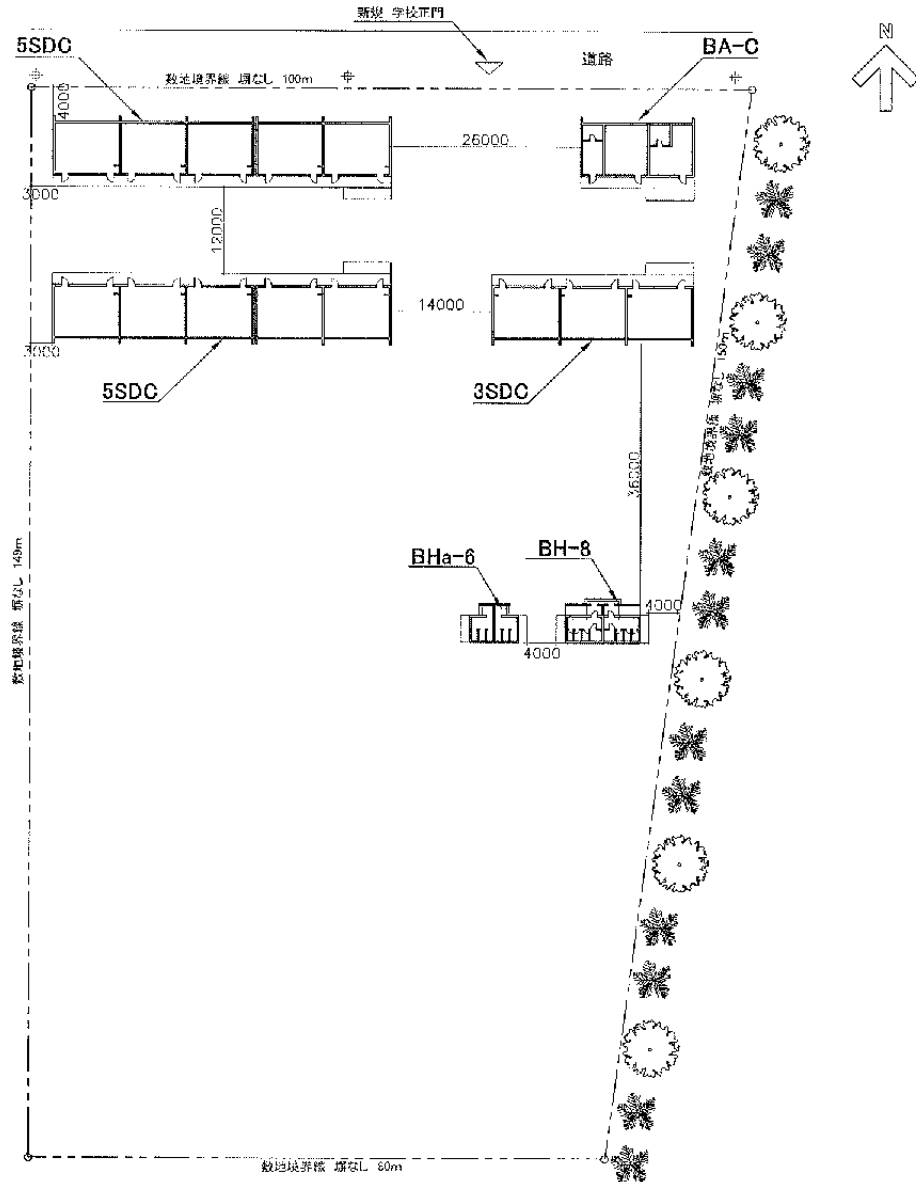 新規 学校正門
N
5SDC
BA-C
道路
敷地境界線 塀なし 100m
4000
26000
3000
12000
14000
3000
5SDC
3SDC
敷地境界線 塀なし 150m
36000
敷地境界線 塀なし 149m
BHa-6
BH-8
4000
4000
敷地境界線 塀なし 80m